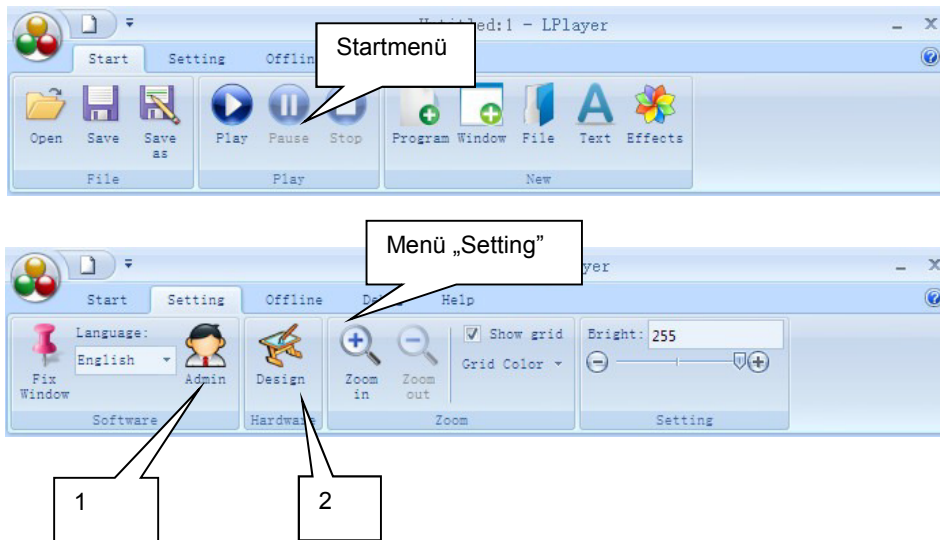 Untitled:1 - LPlayer
Startmenü
Start Setting Offlin
Open Save Save as Play Pause Stop Program Window File Text Effects
File Play New
Menü „Setting”
yer
Start Setting Offline Help
Language:
English
Show grid
Bright: 255
Grid Color
Fix Window Admin Design Zoom in Zoom out
Software Hardware Zoom Setting
1 2